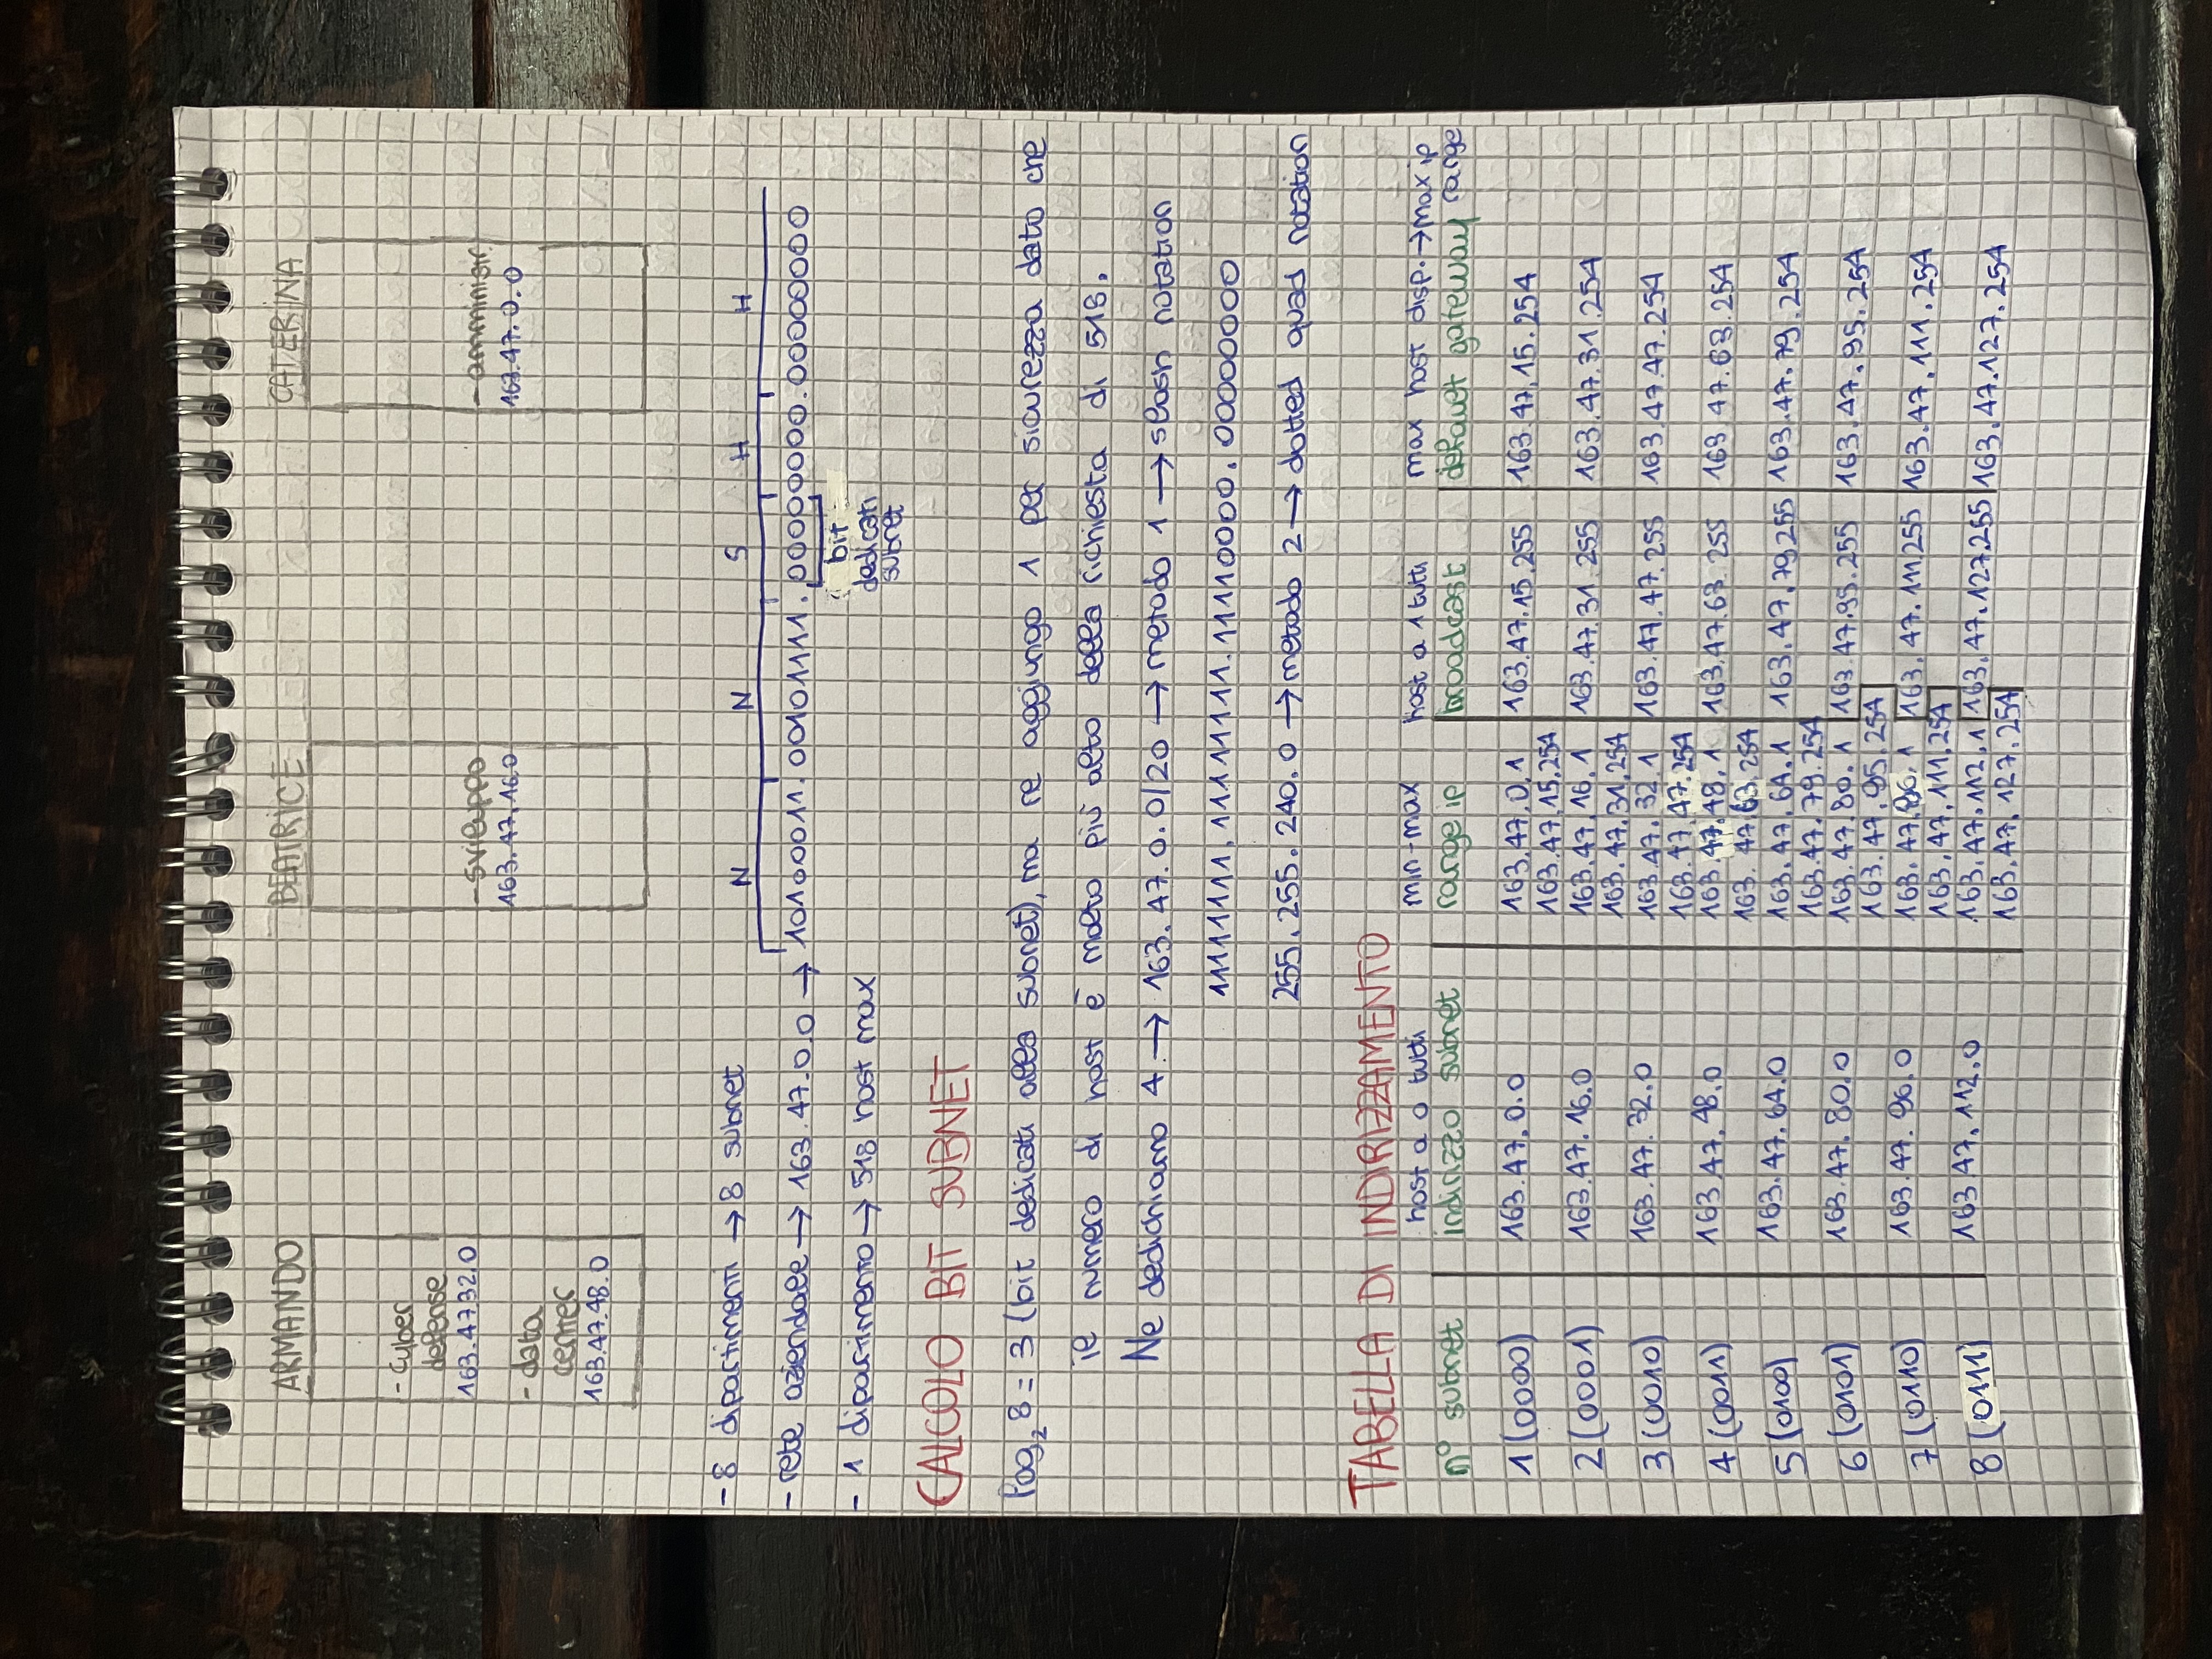 ARMANDO BEATRICE CATERINA
- cyber
defense
163.47.32.0
- sviluppo - amministr.
163.47.16.0 163.47.0.0
- data
center
163.47.48.0
- 8 dipartimenti → 8 subnet
N N S H H
- rete aziendale → 163.47.0.0 → 10100011.00101111.00000000.00000000
bit
dedicati
subnet
- 1 dipartimento → 518 host max
CALCOLO BIT SUBNET
log₂ 8 = 3 (bit dedicati alla subnet), ma ne aggiungo 1 per sicurezza dato che
il numero di host è molto più alto della richiesta di 518.
Ne dedichiamo 4. → 163.47.0.0/20 → metodo 1 → slash notation
11111111.11111111.11110000.00000000
255.255.240.0 → metodo 2 → dotted quad notation
TABELLA DI INDIRIZZAMENTO
host a 0 tutti min-max host a 1 tutti max host disp. → max ip
n° subnet indirizzo subnet range ip broadcast default gateway range
1 (0000) 163.47.0.0 163.47.0.1 163.47.15.255 163.47.15.254
163.47.15.254
2 (0001) 163.47.16.0 163.47.16.1 163.47.31.255 163.47.31.254
163.47.31.254
3 (0010) 163.47.32.0 163.47.32.1 163.47.47.255 163.47.47.254
163.47.47.254
4 (0011) 163.47.48.0 163.47.48.1 163.47.63.255 163.47.63.254
163.47.63.254
5 (0100) 163.47.64.0 163.47.64.1 163.47.79.255 163.47.79.254
163.47.79.254
6 (0101) 163.47.80.0 163.47.80.1 163.47.95.255 163.47.95.254
163.47.95.254
7 (0110) 163.47.96.0 163.47.96.1 163.47.111.255 163.47.111.254
163.47.111.254
8 (0111) 163.47.112.0 163.47.112.1 163.47.127.255 163.47.127.254
163.47.127.254